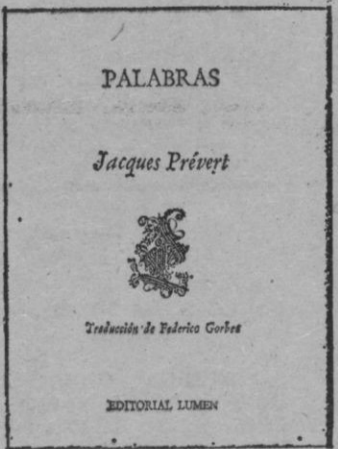 PALABRAS
Jacques Prévert
Traducción de Federico Gorbea
EDITORIAL LUMEN